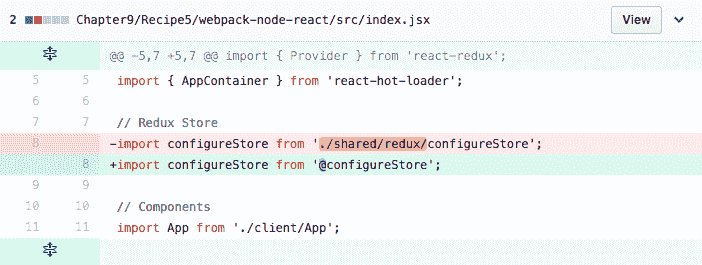 2 Chapter9/Recipe5/webpack-node-react/src/index.jsx View
@@ -5,7 +5,7 @@ import { Provider } from 'react-redux';
5 5 import { AppContainer } from 'react-hot-loader';
6 6
7 7 // Redux Store
8 -import configureStore from './shared/redux/configureStore';
8 +import configureStore from '@configureStore';
9 9
10 10 // Components
11 11 import App from './client/App';